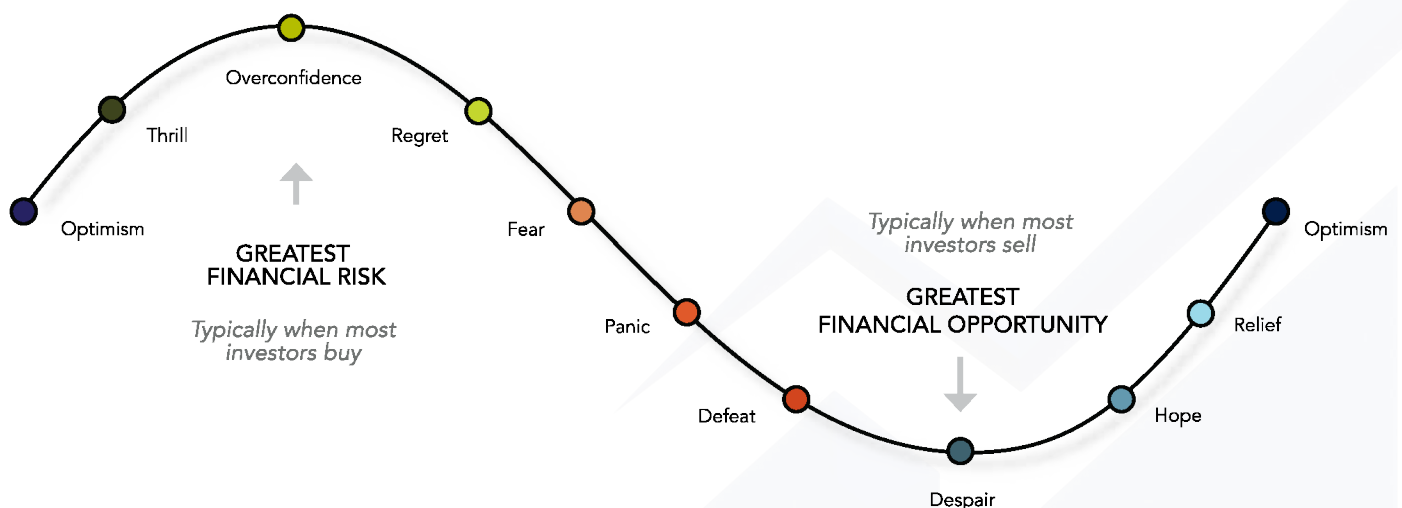 Overconfidence
Thrill
Regret
Optimism
GREATEST
FINANCIAL RISK
Typically when most
investors buy
Fear
Panic
Defeat
Typically when most
investors sell
GREATEST
FINANCIAL OPPORTUNITY
Despair
Hope
Relief
Optimism